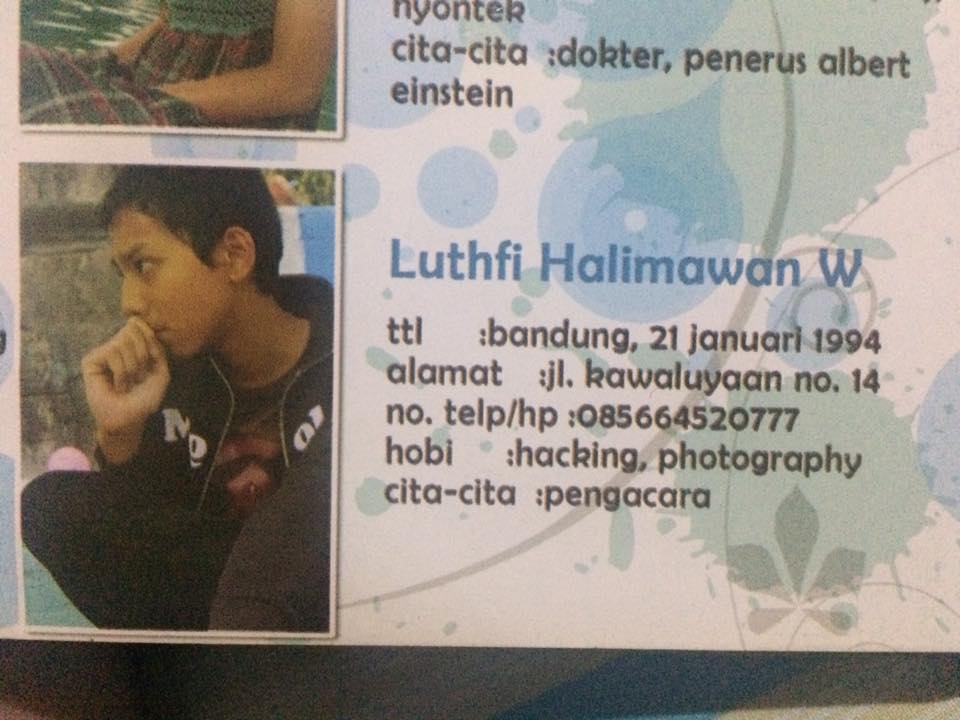 nyontek
cita-cita :dokter, penerus albert
einstein
Luthfi Halimawan W
ttl :bandung, 21 januari 1994
alamat :jl. kawaluyaan no. 14
no. telp/hp :085664520777
hobi :hacking, photography
cita-cita :pengacara